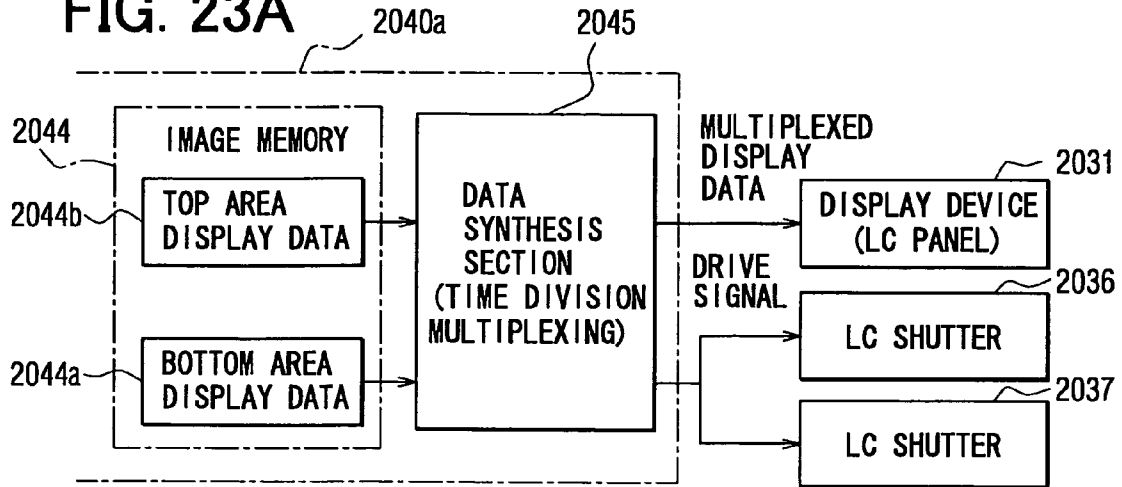 FIG. 23A
2040a
2045
2044
IMAGE MEMORY
2044b
TOP AREA
DISPLAY DATA
2044a
BOTTOM AREA
DISPLAY DATA
DATA
SYNTHESIS
SECTION
(TIME DIVISION
MULTIPLEXING)
MULTIPLEXED
DISPLAY
DATA
2031
DISPLAY DEVICE
(LC PANEL)
DRIVE
SIGNAL
2036
LC SHUTTER
2037
LC SHUTTER